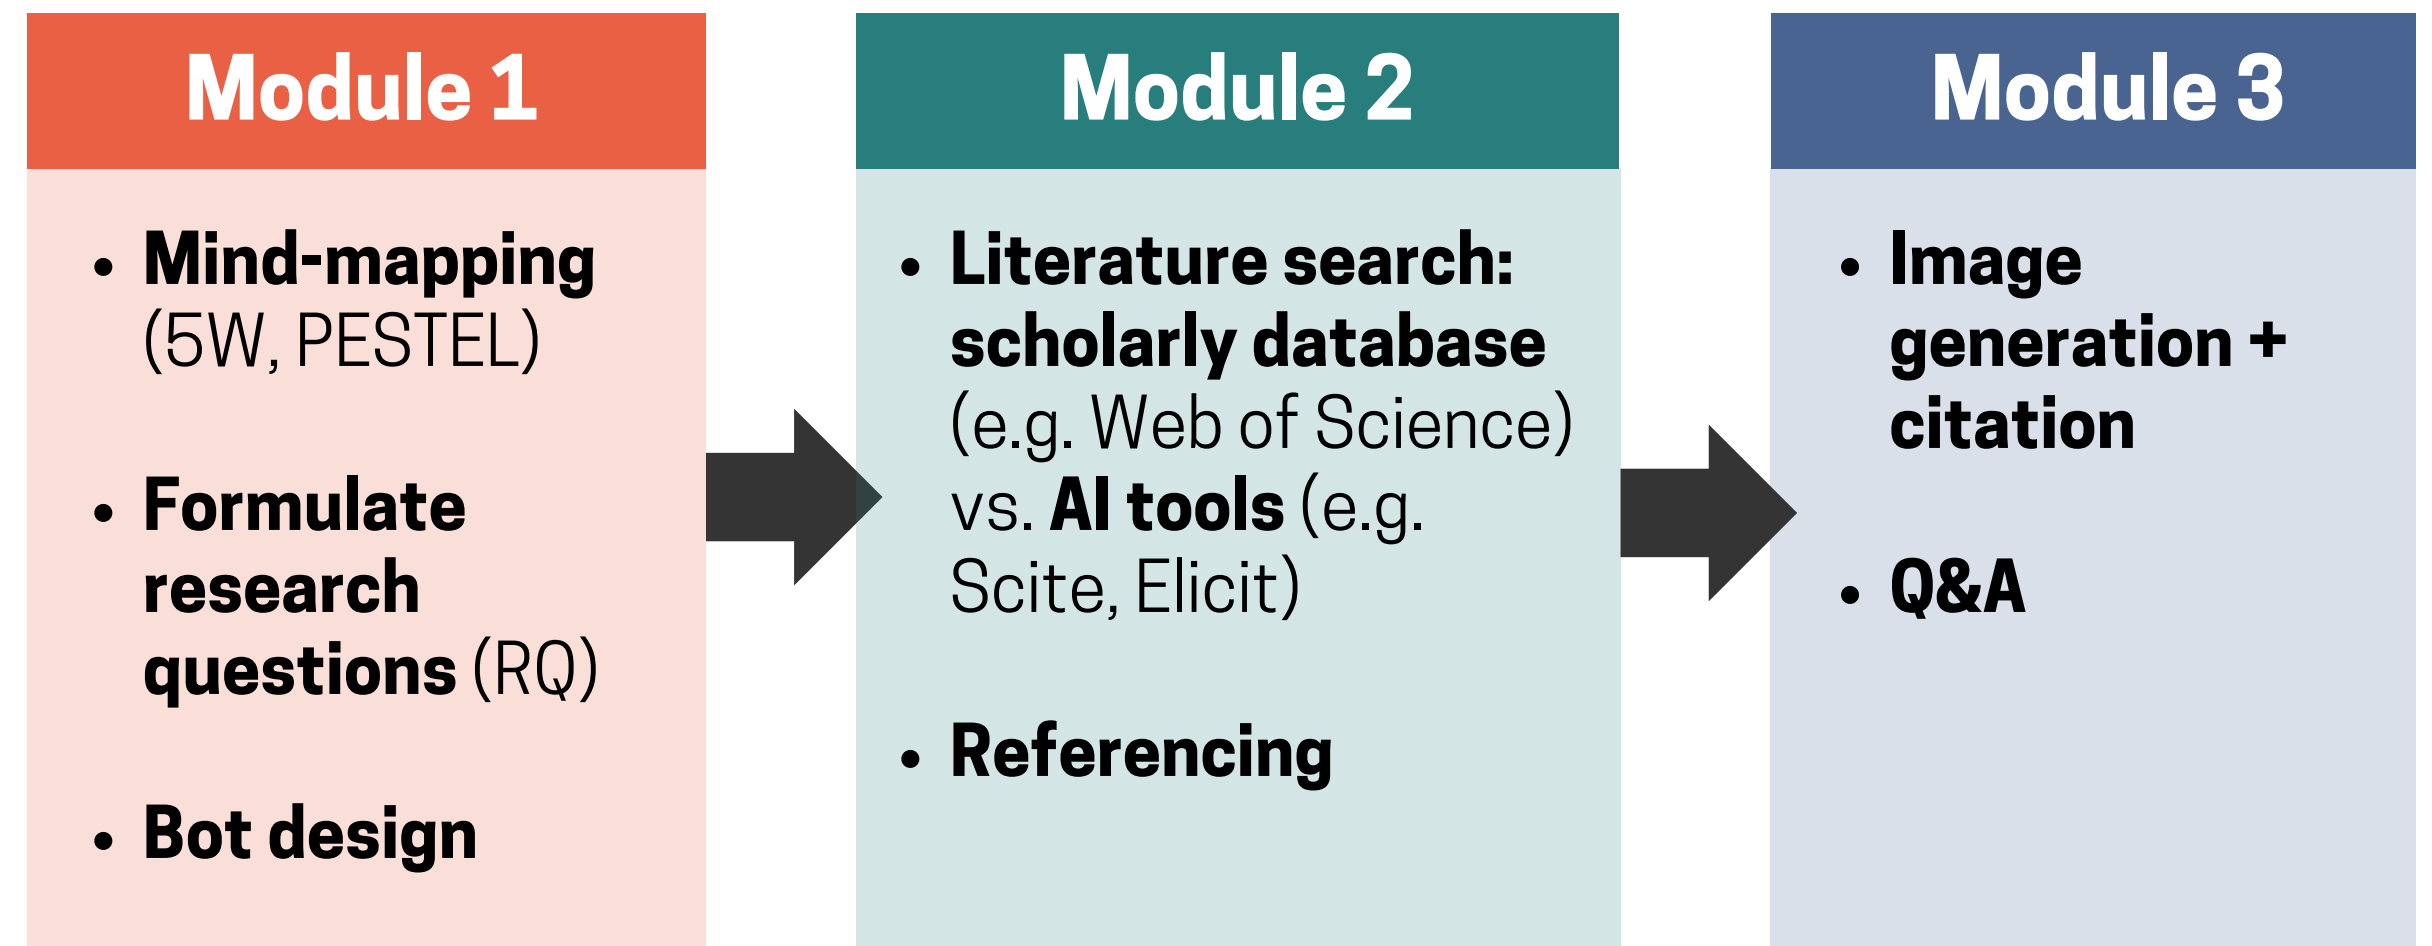 Module 1
• Mind-mapping
(5W, PESTEL)
• Formulate
research
questions (RQ)
• Bot design
Module 2
• Literature search:
scholarly database
(e.g. Web of Science)
vs. AI tools (e.g.
Scite, Elicit)
• Referencing
Module 3
• Image
generation +
citation
• Q&A